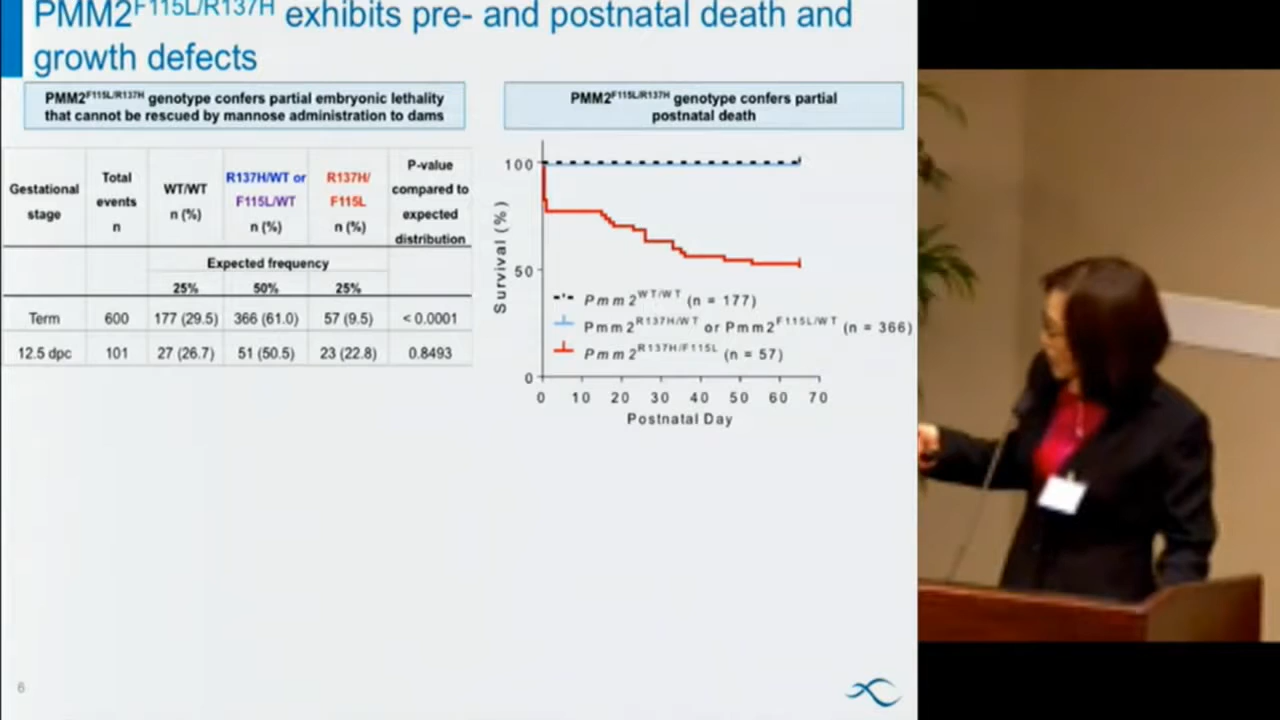 PMM2F115L/R137H exhibits pre- and postnatal death and
growth defects
PMM2F115L/R137H genotype confers partial embryonic lethality
that cannot be rescued by mannose administration to dams
Gestational
stage
Total
events
n
WT/WT
n (%)
R137H/WT or
F115L/WT
n (%)
R137H/
F115L
n (%)
P-value
compared to
expected
distribution
Expected frequency
25% 50% 25%
Term 600 177 (29.5) 366 (61.0) 57 (9.5) < 0.0001
12.5 dpc 101 27 (26.7) 51 (50.5) 23 (22.8) 0.8493
PMM2F115L/R137H genotype confers partial
postnatal death
Survival (%)
100
50
0
Pmm2WT/WT (n = 177)
Pmm2R137H/WT or Pmm2F115L/WT (n = 366)
Pmm2R137H/F115L (n = 57)
0 10 20 30 40 50 60 70
Postnatal Day
6